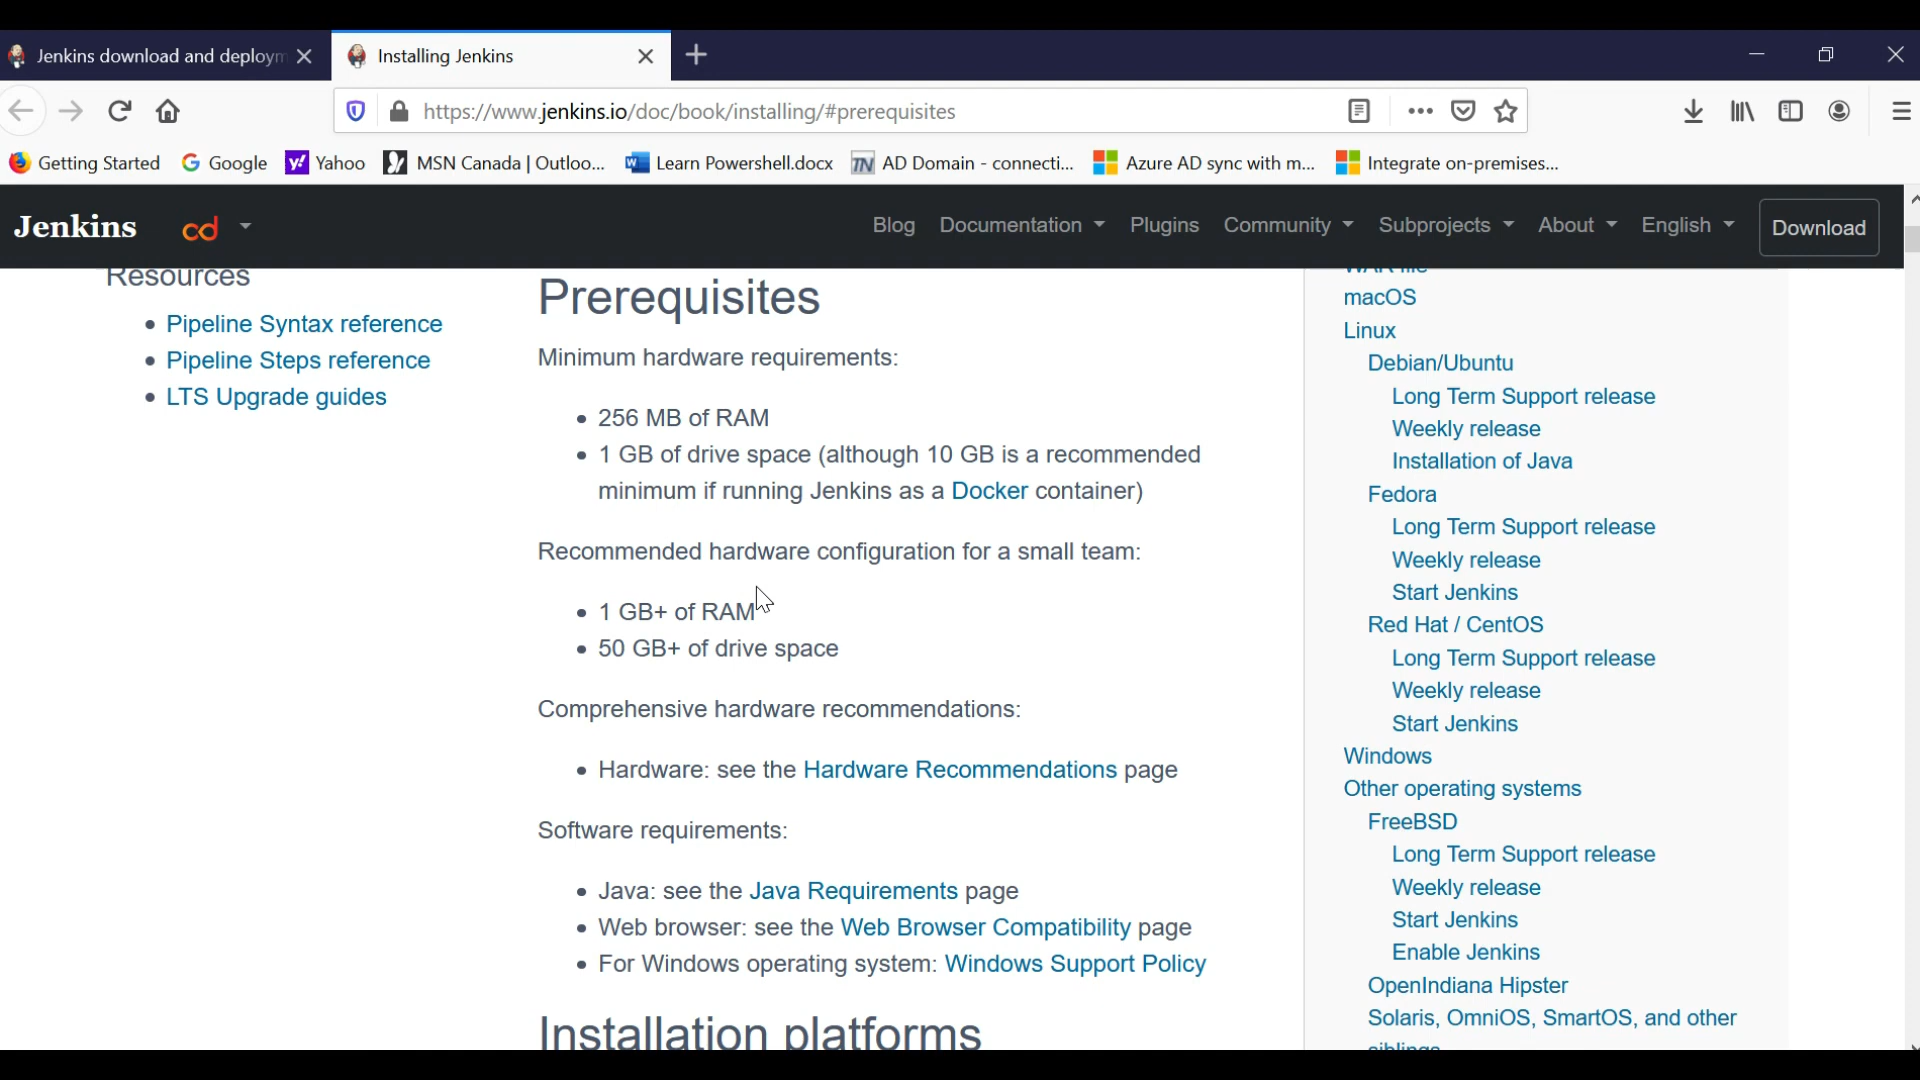 Jenkins download and deploym
Installing Jenkins
https://www.jenkins.io/doc/book/installing/#prerequisites
Getting Started
Google
Yahoo
MSN Canada | Outloo...
Learn Powershell.docx
AD Domain - connecti...
Azure AD sync with m...
Integrate on-premises...
Jenkins
cd
Blog
Documentation
Plugins
Community
Subprojects
About
English
Download
Resources
Pipeline Syntax reference
Pipeline Steps reference
LTS Upgrade guides
Prerequisites
Minimum hardware requirements:
256 MB of RAM
1 GB of drive space (although 10 GB is a recommended
minimum if running Jenkins as a Docker container)
Recommended hardware configuration for a small team:
1 GB+ of RAM
50 GB+ of drive space
Comprehensive hardware recommendations:
Hardware: see the Hardware Recommendations page
Software requirements:
Java: see the Java Requirements page
Web browser: see the Web Browser Compatibility page
For Windows operating system: Windows Support Policy
Installation platforms
WAR file
macOS
Linux
Debian/Ubuntu
Long Term Support release
Weekly release
Installation of Java
Fedora
Long Term Support release
Weekly release
Start Jenkins
Red Hat / CentOS
Long Term Support release
Weekly release
Start Jenkins
Windows
Other operating systems
FreeBSD
Long Term Support release
Weekly release
Start Jenkins
Enable Jenkins
OpenIndiana Hipster
Solaris, OmniOS, SmartOS, and other
siblings